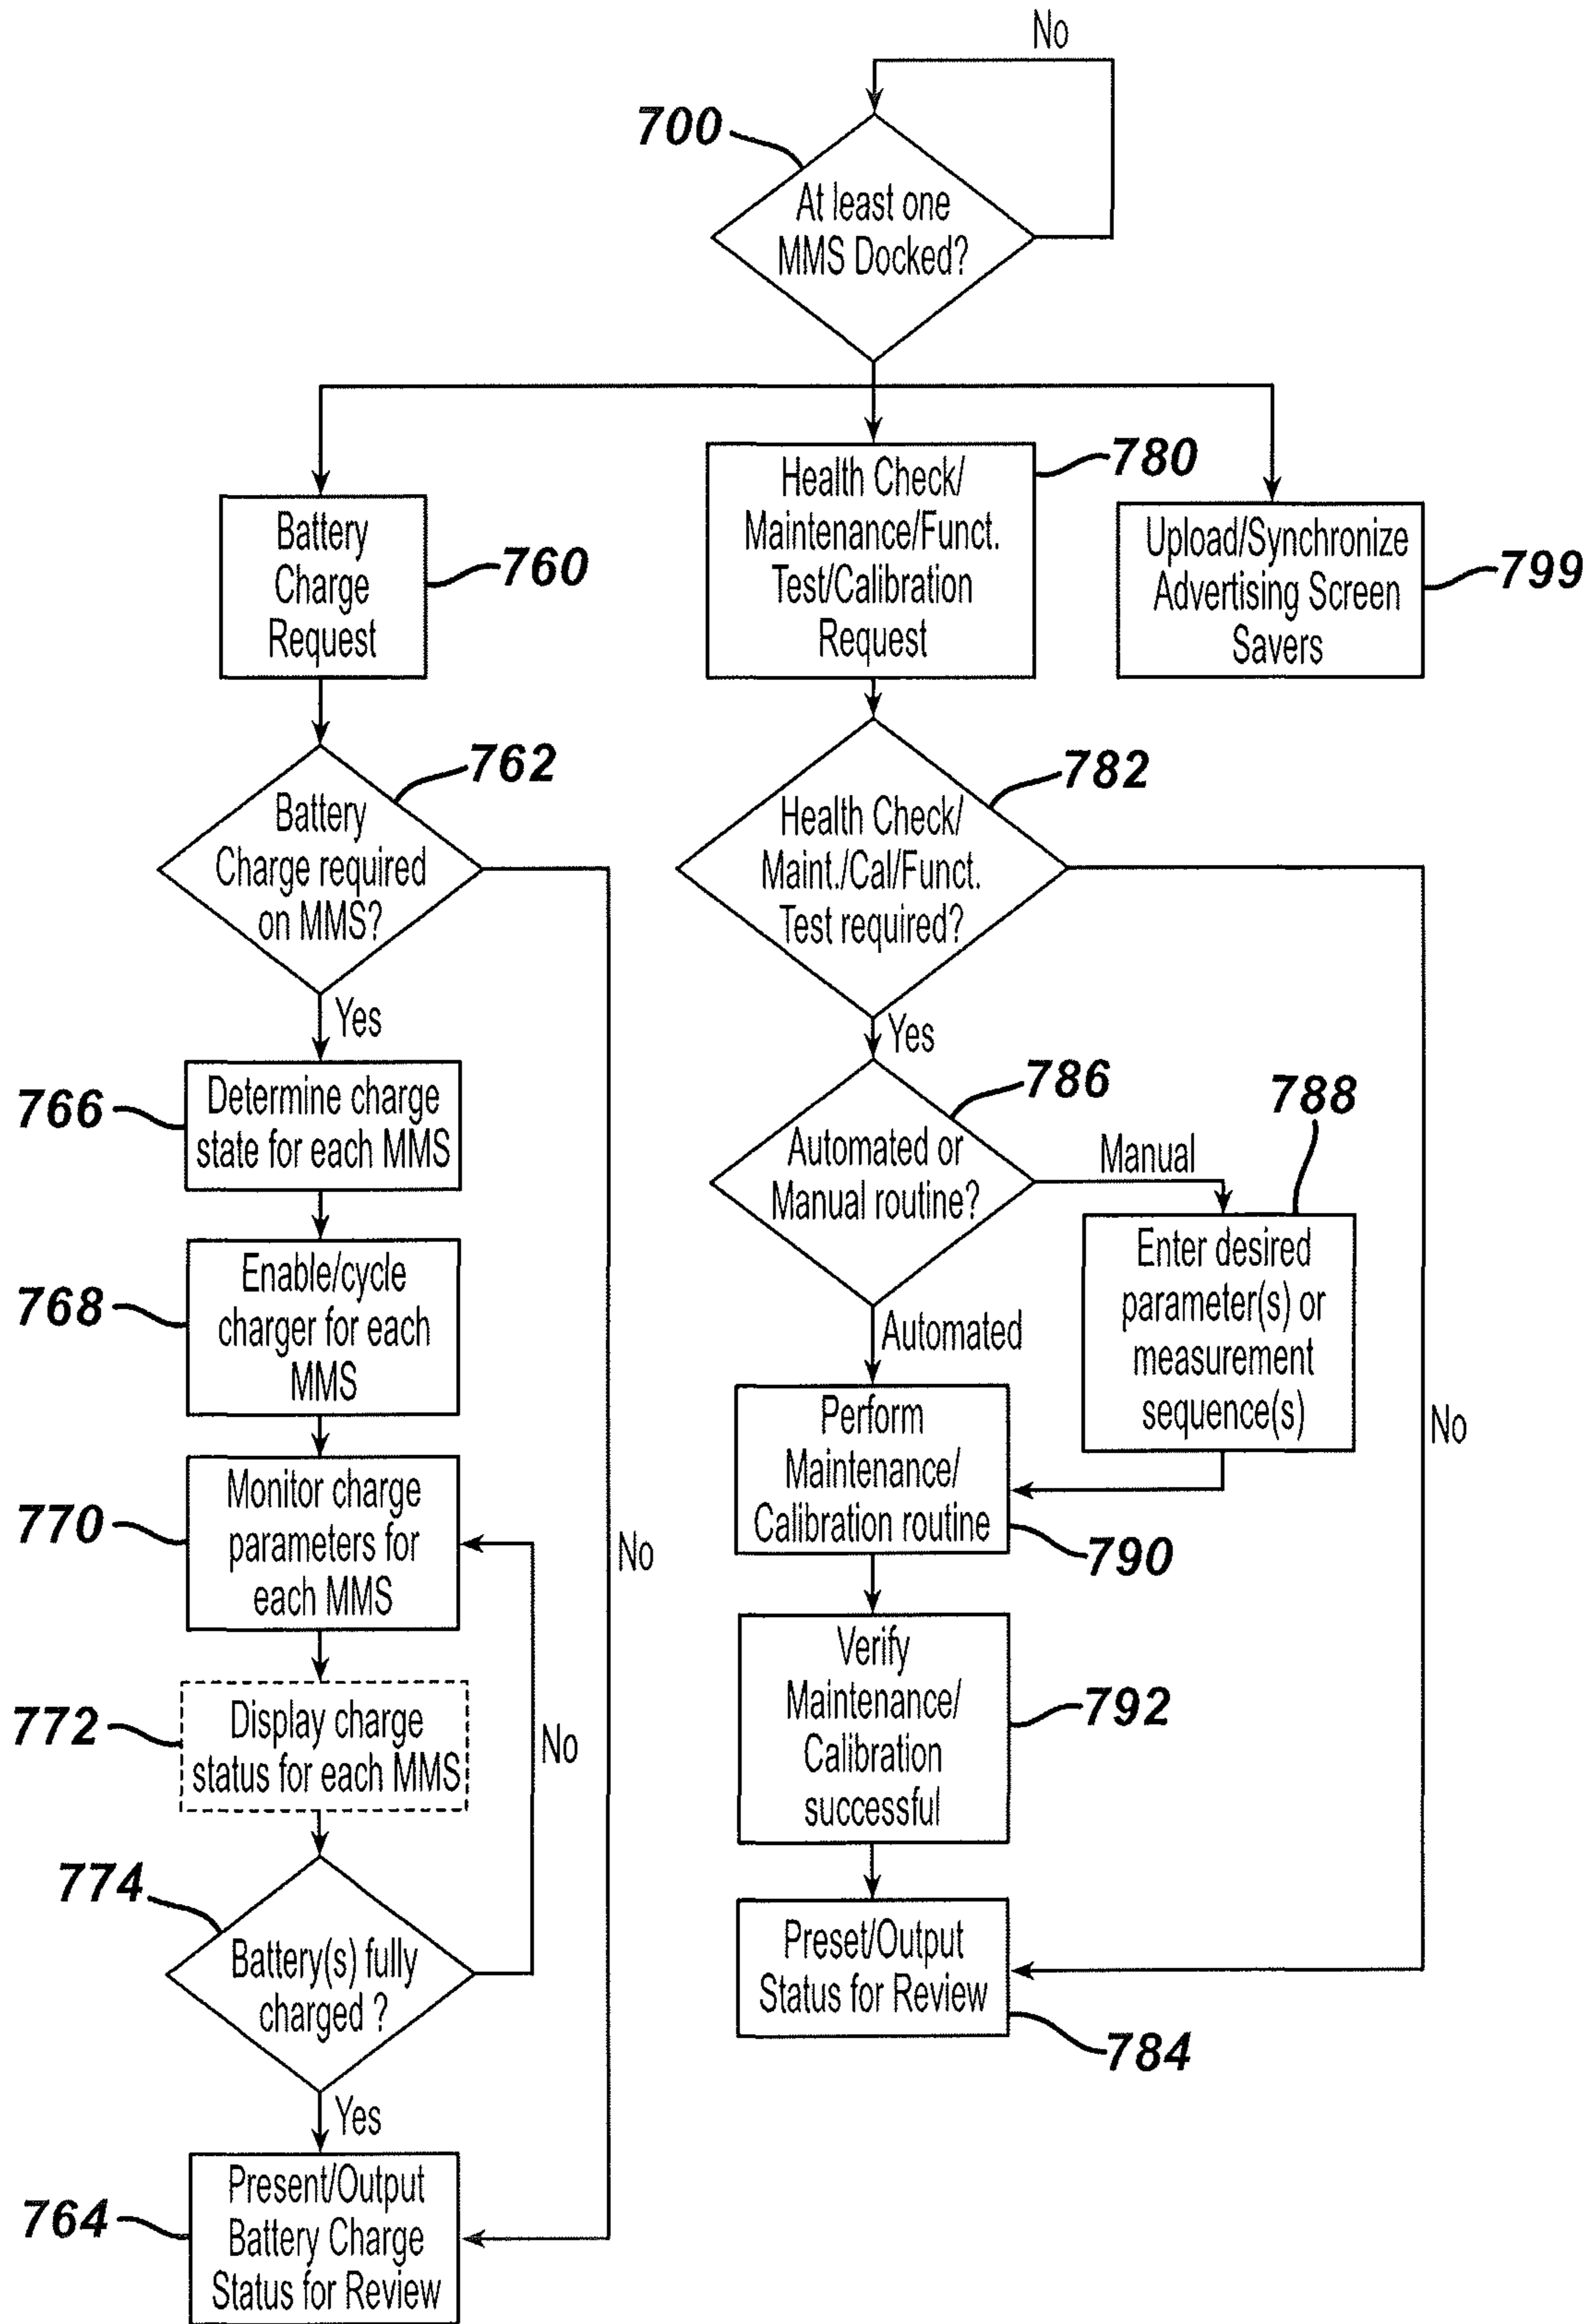 No
700
At least one
MMS Docked?
780
Health Check/
Maintenance/Funct.
Test/Calibration
Request
Battery
Charge
Request
760
Upload/Synchronize
Advertising Screen
Savers
799
762
Battery
Charge required
on MMS?
782
Health Check/
Maint./Cal/Funct.
Test required?
Yes
Yes
766
Determine charge
state for each MMS
786
Automated or
Manual routine?
Manual
788
Enter desired
parameter(s) or
measurement
sequence(s)
768
Enable/cycle
charger for each
MMS
Automated
Perform
Maintenance/
Calibration routine
790
No
770
Monitor charge
parameters for
each MMS
No
772
Display charge
status for each MMS
No
Verify
Maintenance/
Calibration
successful
792
774
Battery(s) fully
charged ?
Preset/Output
Status for Review
784
Yes
764
Present/Output
Battery Charge
Status for Review